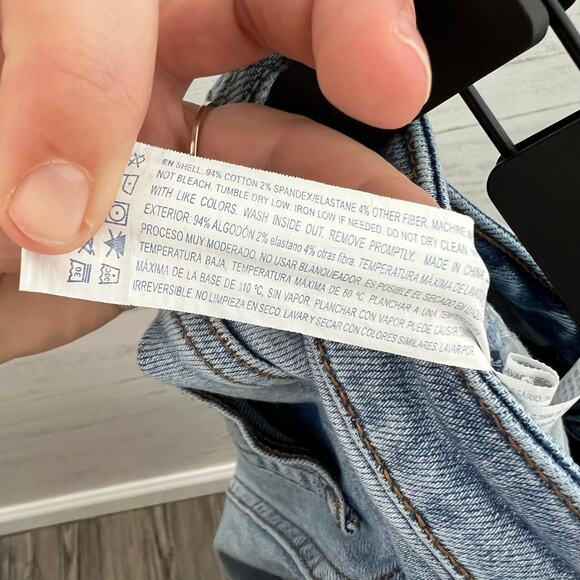 EN SHELL: 94% COTTON 2% SPANDEX/ELASTANE 4% OTHER FIBER, MACHINE
NOT BLEACH. TUMBLE DRY LOW. IRON LOW IF NEEDED. DO NOT DRY CLEAN.
WITH LIKE COLORS. WASH INSIDE OUT. REMOVE PROMPTLY. MADE IN CHINA
EXTERIOR: 94% ALGODÓN 2% elastano 4% otras fibra. TEMPERATURA MÁXIMA DE LAVA
PROCESO MUY MODERADO. NO USAR BLANQUEADOR. ES POSIBLE EL SECADO EN
TEMPERATURA BAJA, TEMPERATURA MÁXIMA DE 60 °C. PLANCHAR A UNA TEMPERA
MÁXIMA DE LA BASE DE 110 °C, SIN VAPOR. PLANCHAR CON VAPOR PUEDE CAUSAR
IRREVERSIBLE. NO LIMPIEZA EN SECO. LAVAR Y SECAR CON COLORES SIMILARES. LAVAR POR